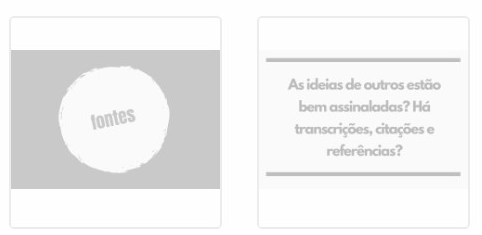 fontes
As ideias de outros estão
bem assinaladas? Há
transcrições, citações e
referências?